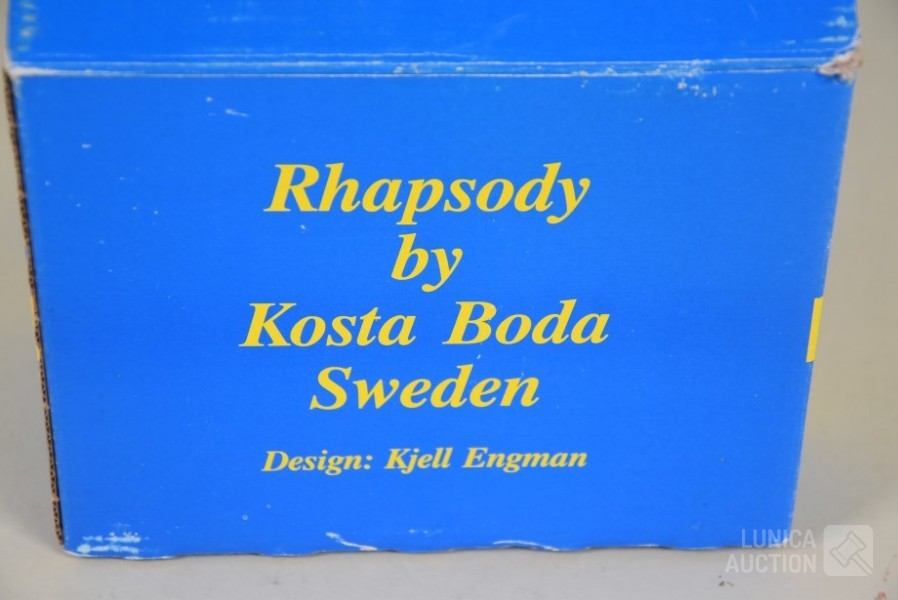 Rhapsody
by
Kosta Boda
Sweden
Design: Kjell Engman
LUNICA
AUCTION